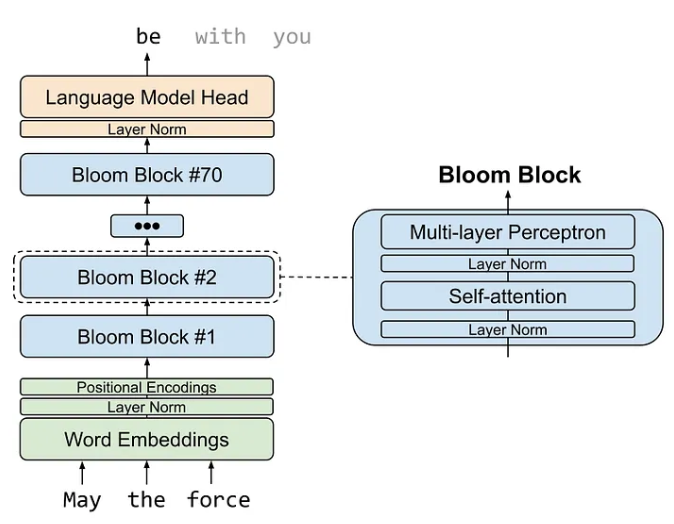 be with you
Language Model Head
Layer Norm
Bloom Block #70
•••
Bloom Block #2
Bloom Block #1
Positional Encodings
Layer Norm
Word Embeddings
May the force
Bloom Block
Multi-layer Perceptron
Layer Norm
Self-attention
Layer Norm